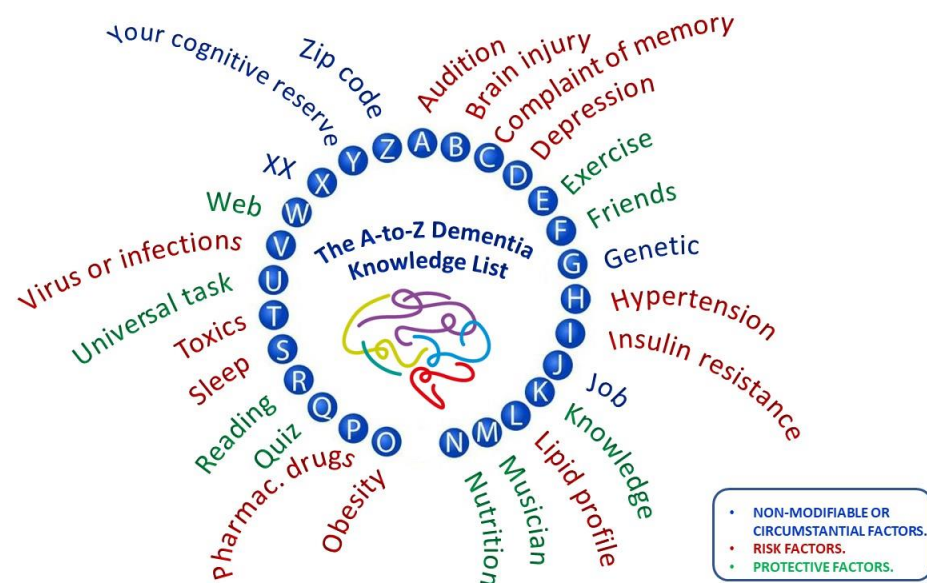 The A-to-Z Dementia
Knowledge List
A
Audition
B
Brain injury
C
Complaint of memory
D
Depression
E
Exercise
F
Friends
G
Genetic
H
Hypertension
I
Insulin resistance
J
Job
K
Knowledge
L
Lipid profile
M
Musician
N
Nutrition
O
Obesity
P
Pharmac. drugs
Q
Quiz
R
Reading
S
Sleep
T
Toxics
U
Universal task
V
Virus or infections
W
Web
X
XX
Y
Your cognitive reserve
Z
Zip code
• NON-MODIFIABLE OR
CIRCUMSTANTIAL FACTORS.
• RISK FACTORS.
• PROTECTIVE FACTORS.